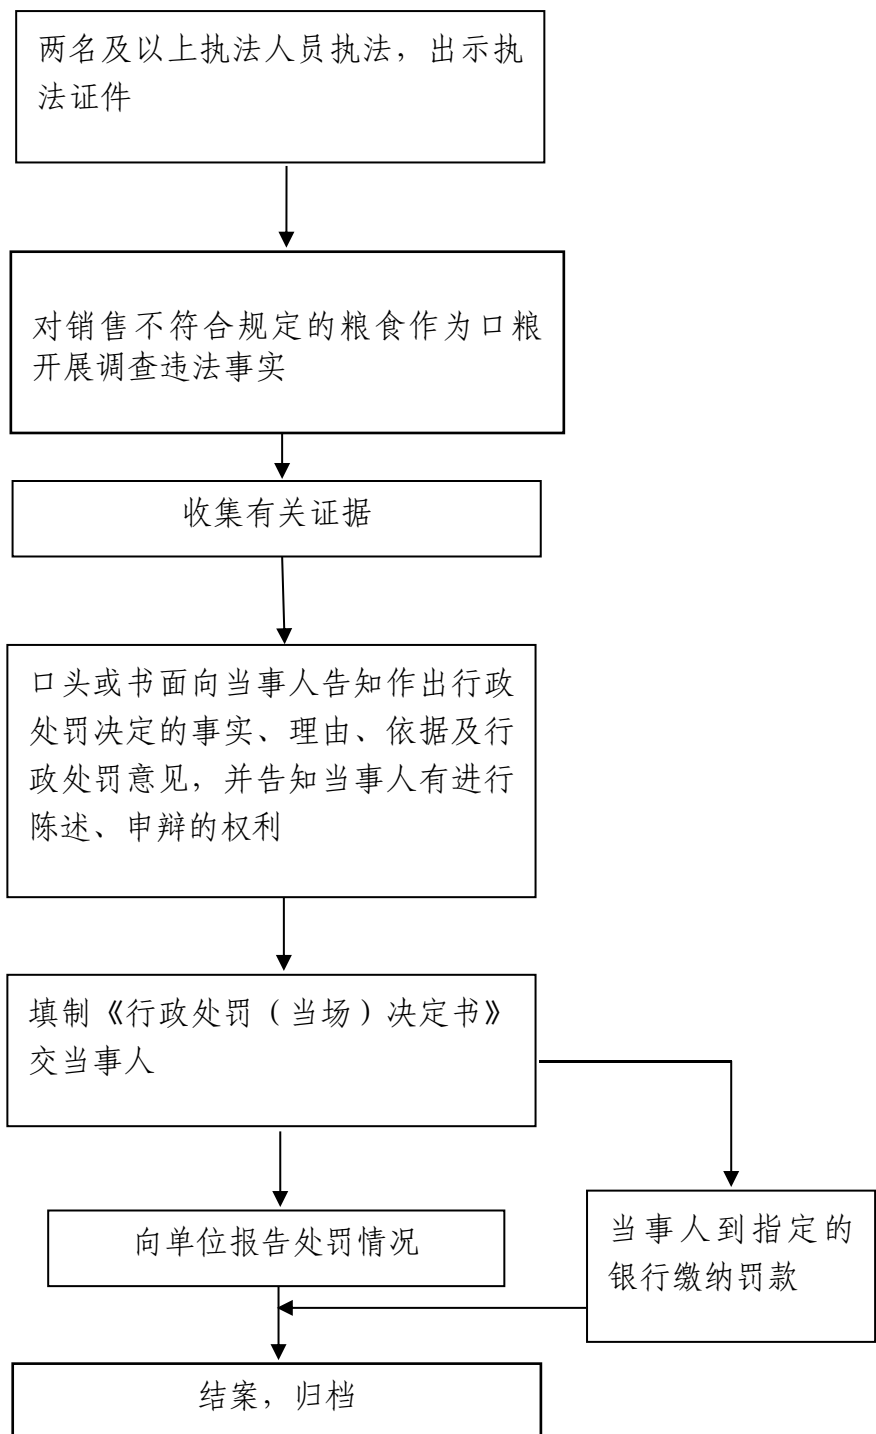 两名及以上执法人员执法，出示执
法证件
对销售不符合规定的粮食作为口粮
开展调查违法事实
收集有关证据
口头或书面向当事人告知作出行政
处罚决定的事实、理由、依据及行
政处罚意见，并告知当事人有进行
陈述、申辩的权利
填制《行政处罚（当场）决定书》
交当事人
向单位报告处罚情况
当事人到指定的
银行缴纳罚款
结案，归档